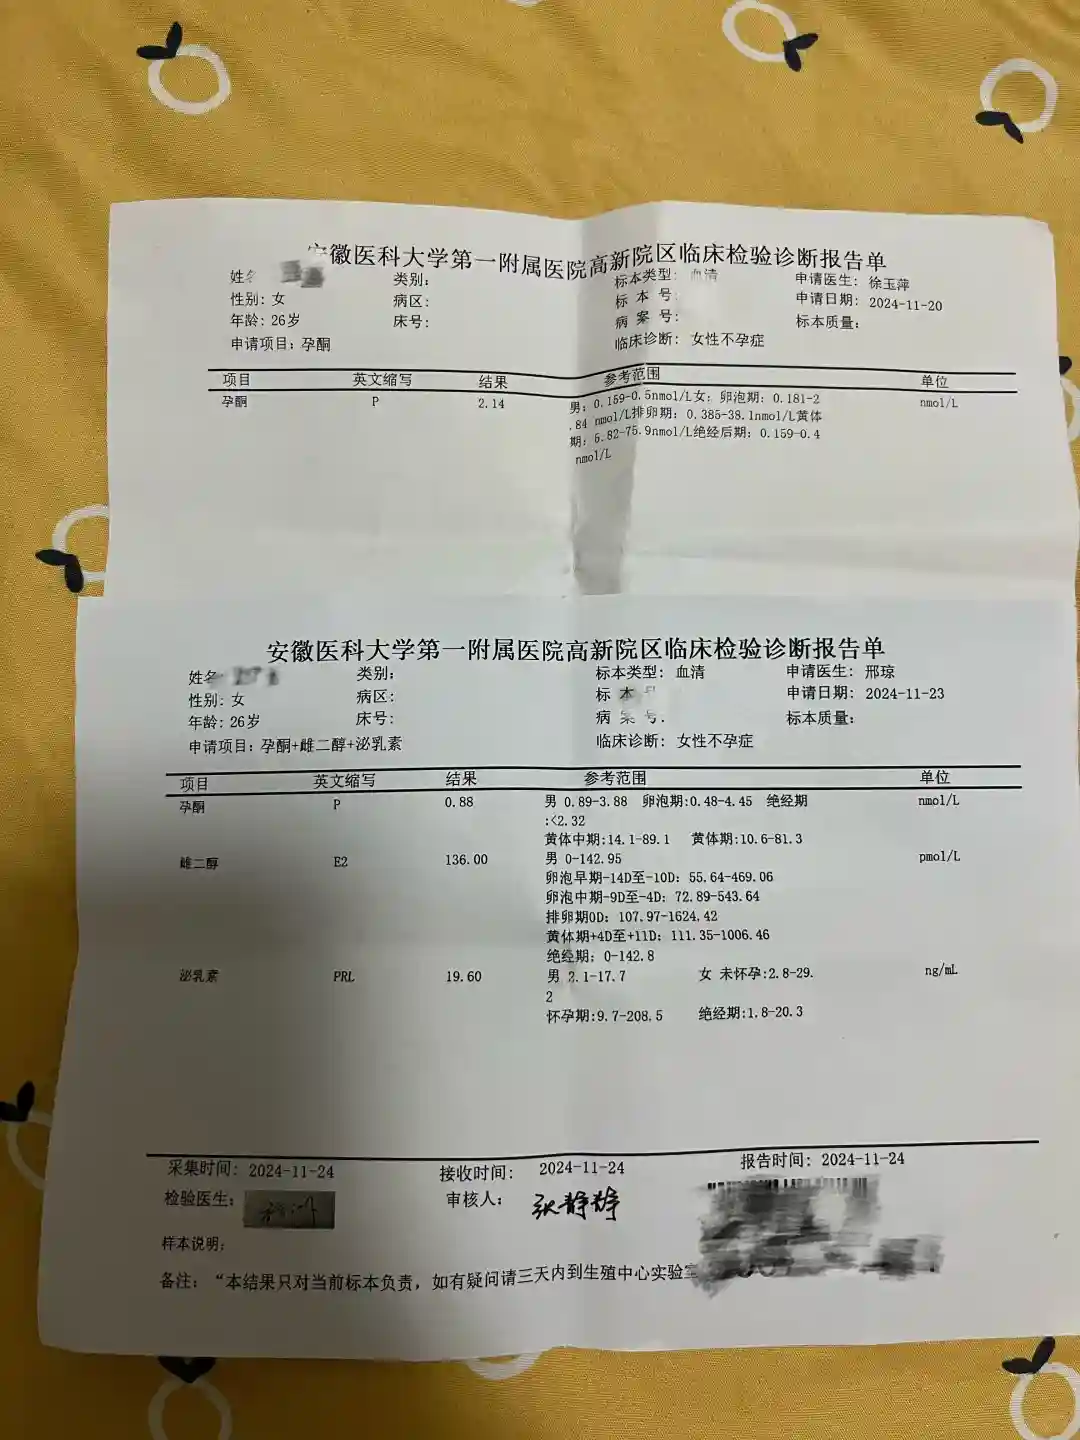 安徽医科大学第一附属医院高新院区临床检验诊断报告单
姓名 类别: 标本类型: 血清 申请医生: 徐玉萍
性别: 女 病区: 标 本 号: 申请日期: 2024-11-20
年龄: 26岁 床号: 病 案 号: 标本质量:
申请项目: 孕酮 临床诊断: 女性不孕症
项目 英文缩写 结果 参考范围 单位
孕酮 P 2.14 男: 0.159-0.5nmol/L女: 卵泡期: 0.181-2 nmol/L
.84 nmol/L排卵期: 0.385-38.1nmol/L黄体
期: 5.82-75.9nmol/L绝经后期: 0.159-0.4
nmol/L
安徽医科大学第一附属医院高新院区临床检验诊断报告单
姓名 类别: 标本类型: 血清 申请医生: 邢琼
性别: 女 病区: 标 本 号 申请日期: 2024-11-23
年龄: 26岁 床号: 病 案 号: 标本质量:
申请项目: 孕酮+雌二醇+泌乳素 临床诊断: 女性不孕症
项目 英文缩写 结果 参考范围 单位
孕酮 P 0.88 男 0.89-3.88 卵泡期:0.48-4.45 绝经期 nmol/L
:<2.32
黄体中期:14.1-89.1 黄体期:10.6-81.3
雌二醇 E2 136.00 男 0-142.95 pmol/L
卵泡早期-14D至-10D: 55.64-469.06
卵泡中期-9D至-4D: 72.89-543.64
排卵期0D: 107.97-1624.42
黄体期+4D至+11D: 111.35-1006.46
绝经期: 0-142.8
泌乳素 PRL 19.60 男 2.1-17.7 女 未怀孕:2.8-29. ng/mL
2
怀孕期:9.7-208.5 绝经期:1.8-20.3
采集时间: 2024-11-24 接收时间: 2024-11-24 报告时间: 2024-11-24
检验医生: 审核人: 张静静
样本说明:
备注: “本结果只对当前标本负责，如有疑问请三天内到生殖中心实验室